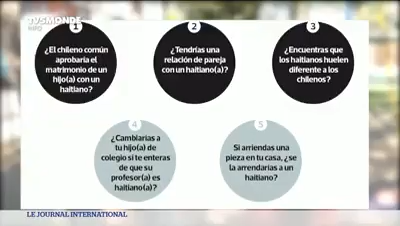 TV5MONDE
INFO
1
¿El chileno común
aprobaría el
matrimonio de un
hijo(a) con un
haitiano?
2
¿Tendrías una
relación de pareja
con un haitiano(a)?
3
¿Encuentras que
los haitianos huelen
diferente a los
chilenos?
4
¿Cambiarías a
tu hijo(a) de
colegio si te enteras
de que su
profesor(a) es
haitiano(a)?
5
Si arriendas una
pieza en tu casa, ¿se
la arrendarías a un
haitiano?
LE JOURNAL INTERNATIONAL